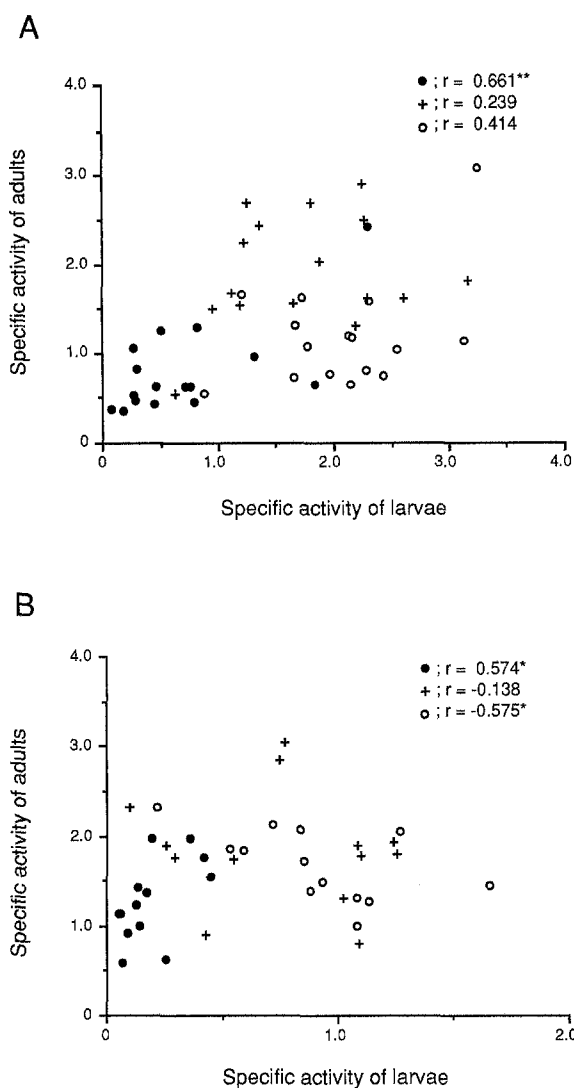 A
4.0
3.0
2.0
1.0
0
Specific activity of adults
; r = 0.661**
; r = 0.239
; r = 0.414
0 1.0 2.0 3.0 4.0
Specific activity of larvae
B
4.0
3.0
2.0
1.0
0
Specific activity of adults
; r = 0.574*
; r = -0.138
; r = -0.575*
0 1.0 2.0
Specific activity of larvae